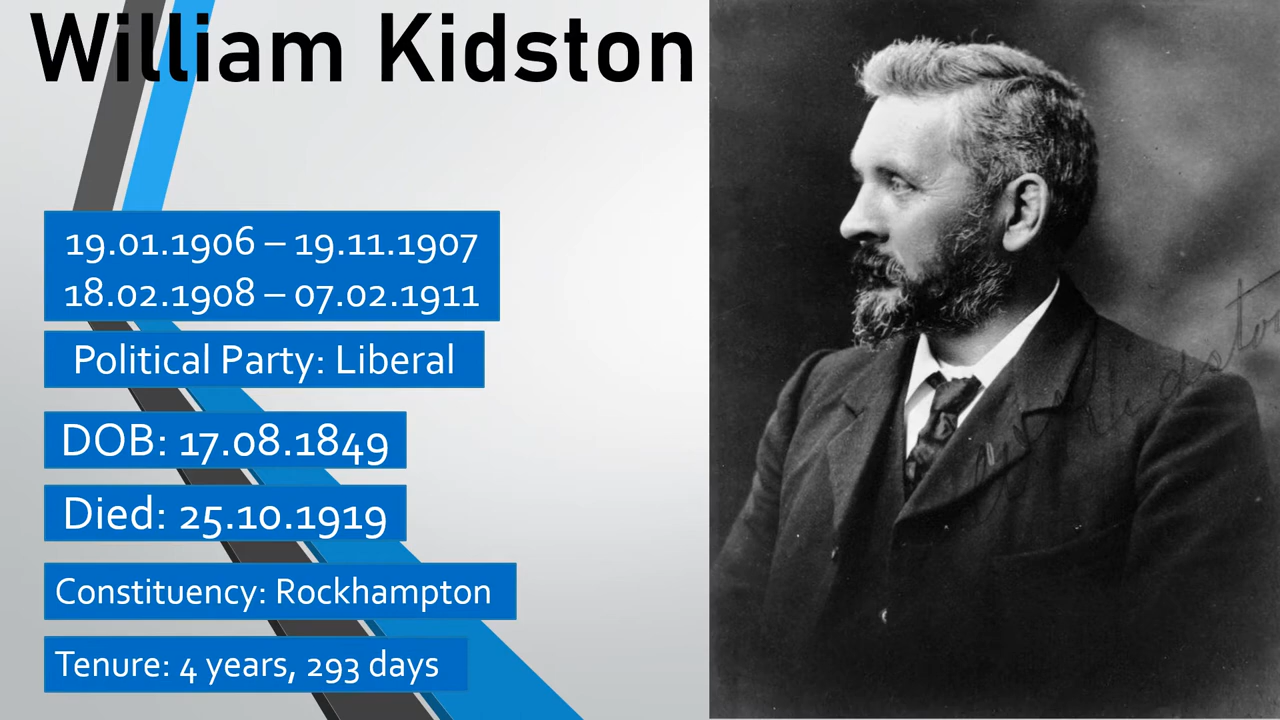 William Kidston
19.01.1906 – 19.11.1907
18.02.1908 – 07.02.1911
Political Party: Liberal
DOB: 17.08.1849
Died: 25.10.1919
Constituency: Rockhampton
Tenure: 4 years, 293 days
Kidston